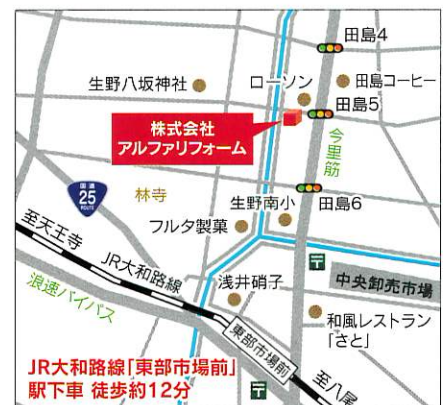 田島4
生野八坂神社
ローソン
田島コーヒー
田島5
株式会社
アルファリフォーム
今里筋
国道
25
ROUTE
林寺
生野南小
田島6
フルタ製菓
至天王寺
JR大和路線
浪速バイパス
浅井硝子
中央卸売市場
東部市場前
和風レストラン
「さと」
JR大和路線「東部市場前」
駅下車 徒歩約12分
至八尾